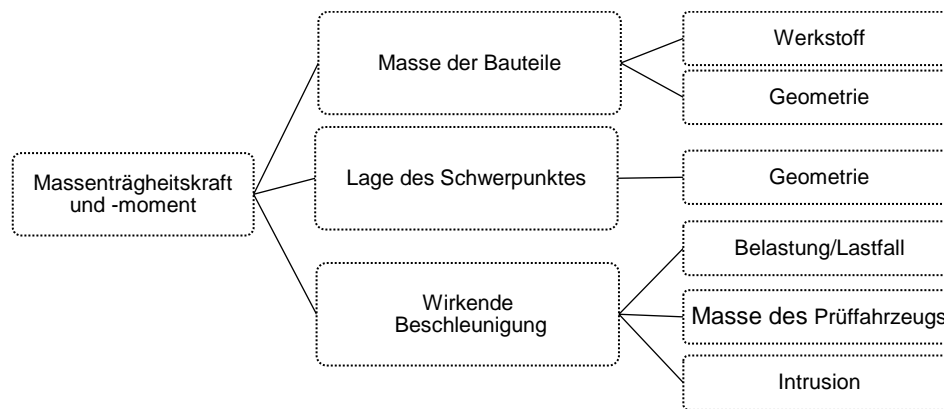 Massenträgheitskraft
und -moment
Masse der Bauteile
Werkstoff
Geometrie
Lage des Schwerpunktes
Geometrie
Wirkende
Beschleunigung
Belastung/Lastfall
Masse des Prüffahrzeugs
Intrusion